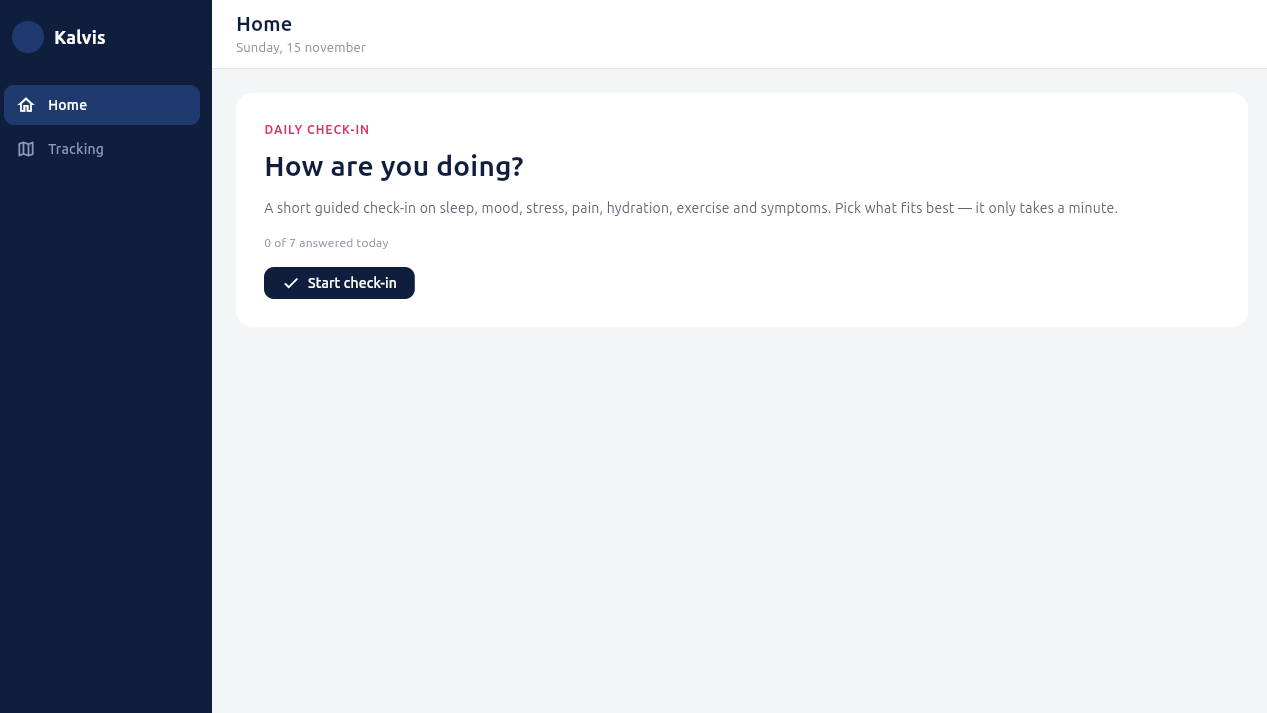 Kalvis
Home
Tracking
Home
Sunday, 15 november
DAILY CHECK-IN
How are you doing?
A short guided check-in on sleep, mood, stress, pain, hydration, exercise and symptoms. Pick what fits best — it only takes a minute.
0 of 7 answered today
Start check-in